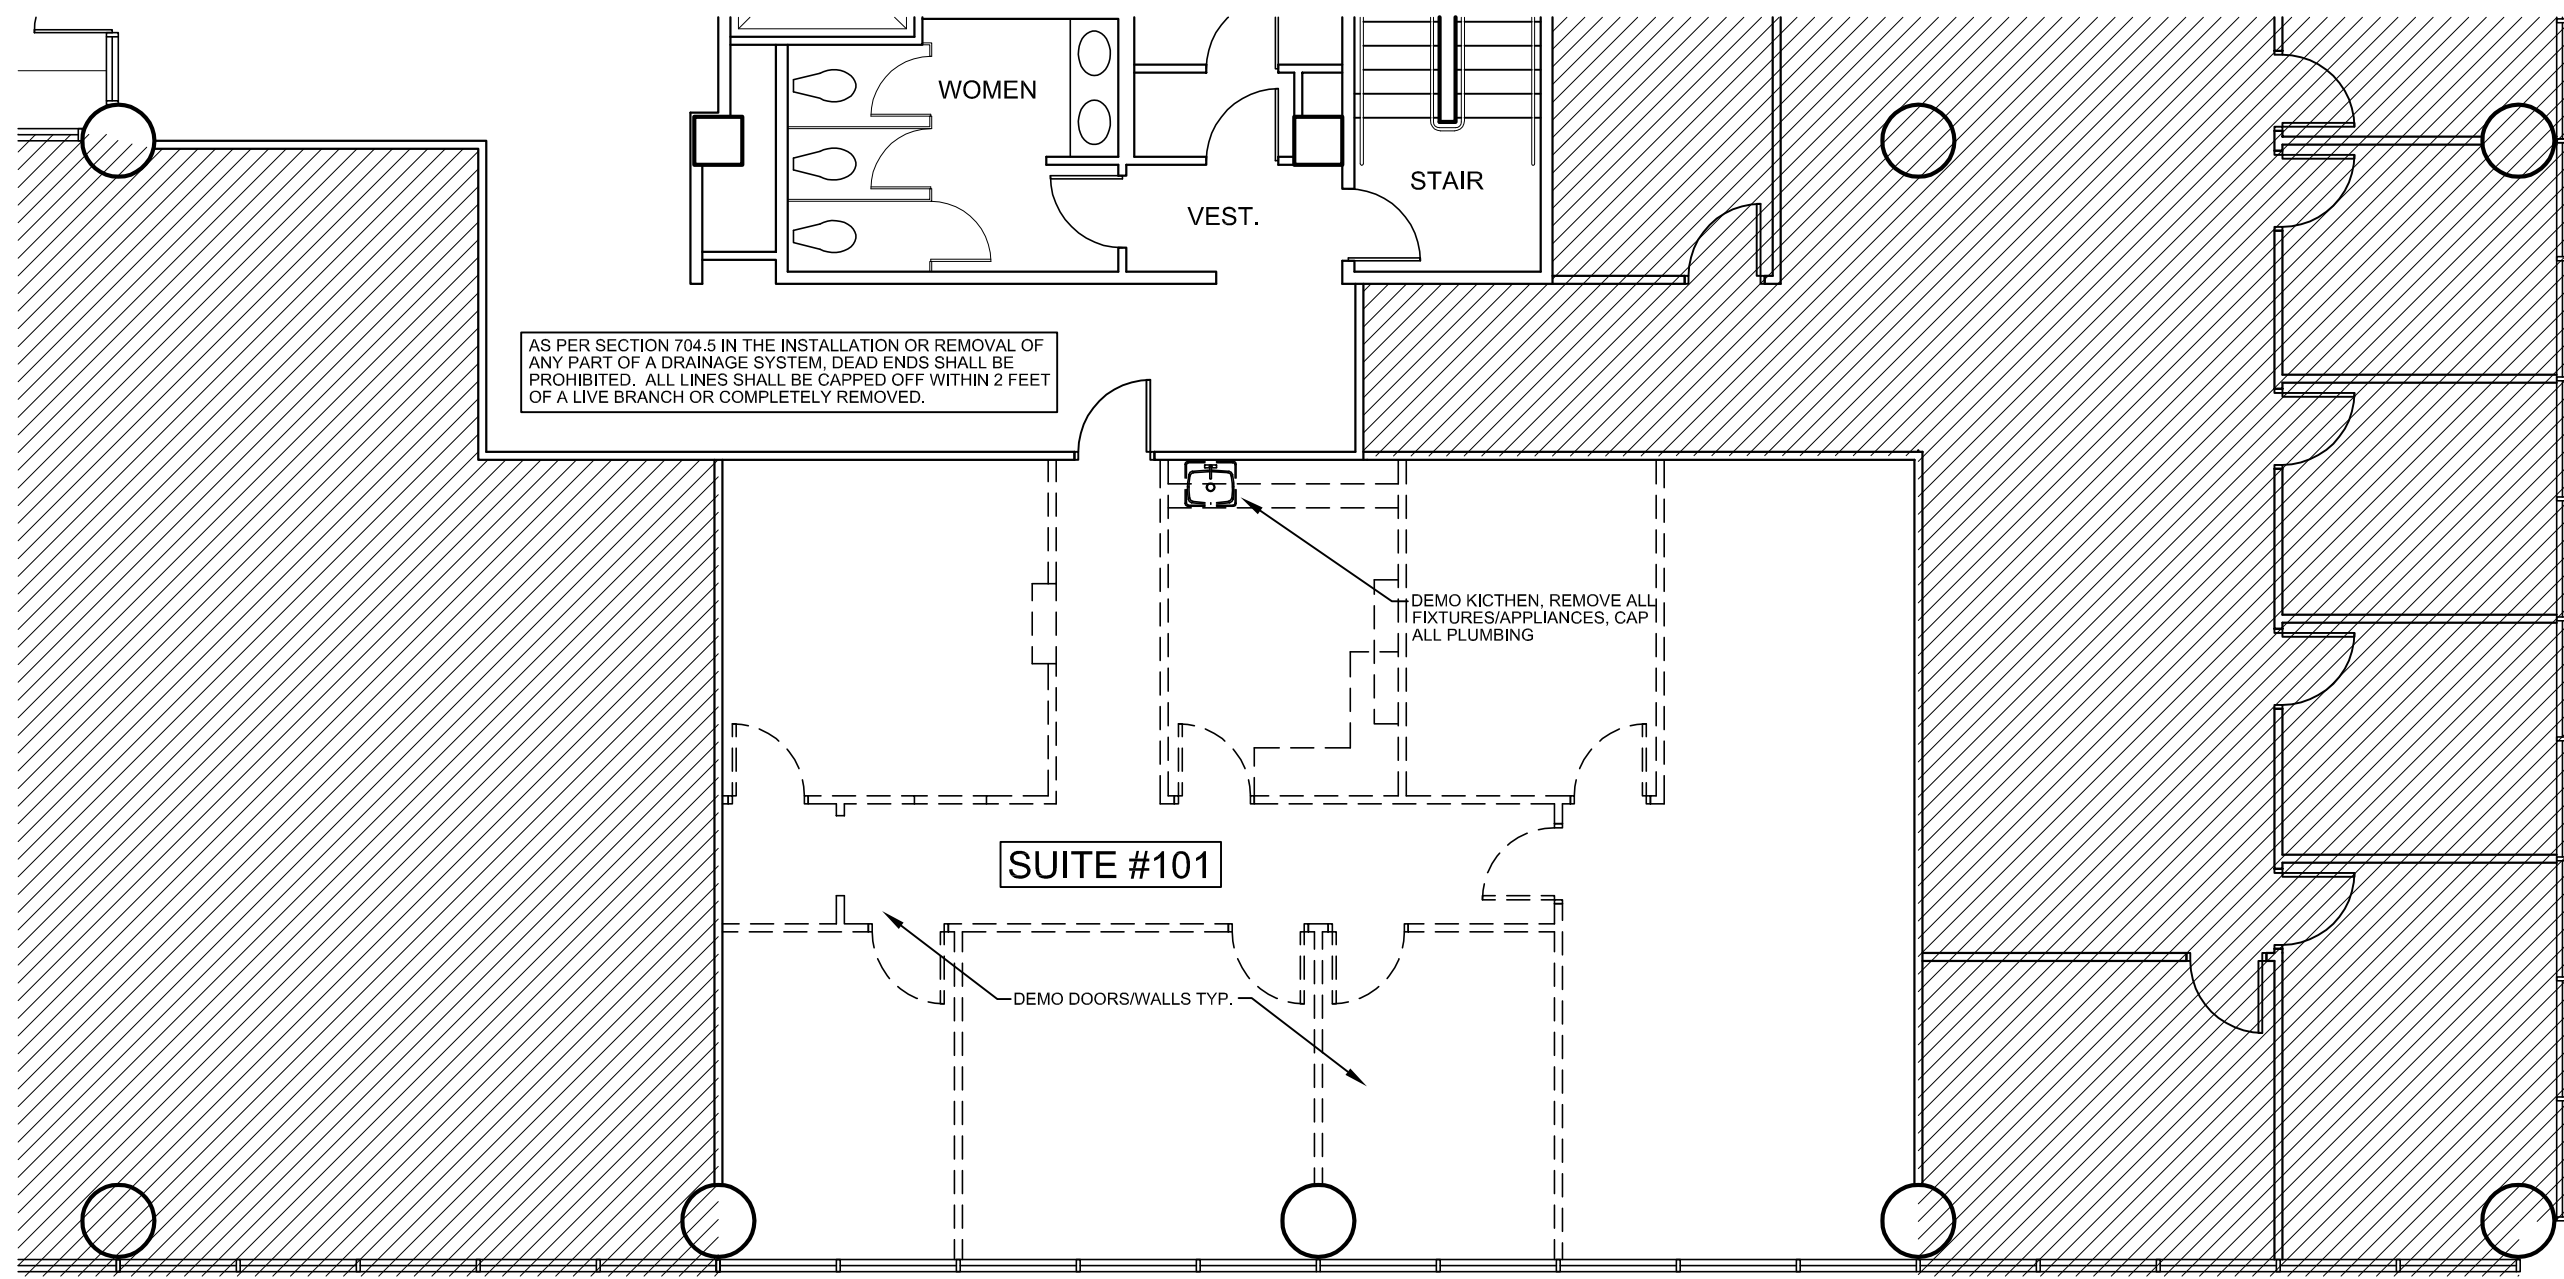 WOMEN
STAIR
VEST.
AS PER SECTION 704.5 IN THE INSTALLATION OR REMOVAL OF
ANY PART OF A DRAINAGE SYSTEM, DEAD ENDS SHALL BE
PROHIBITED. ALL LINES SHALL BE CAPPED OFF WITHIN 2 FEET
OF A LIVE BRANCH OR COMPLETELY REMOVED.
DEMO KICTHEN, REMOVE ALL
FIXTURES/APPLIANCES, CAP
ALL PLUMBING
SUITE #101
DEMO DOORS/WALLS TYP.